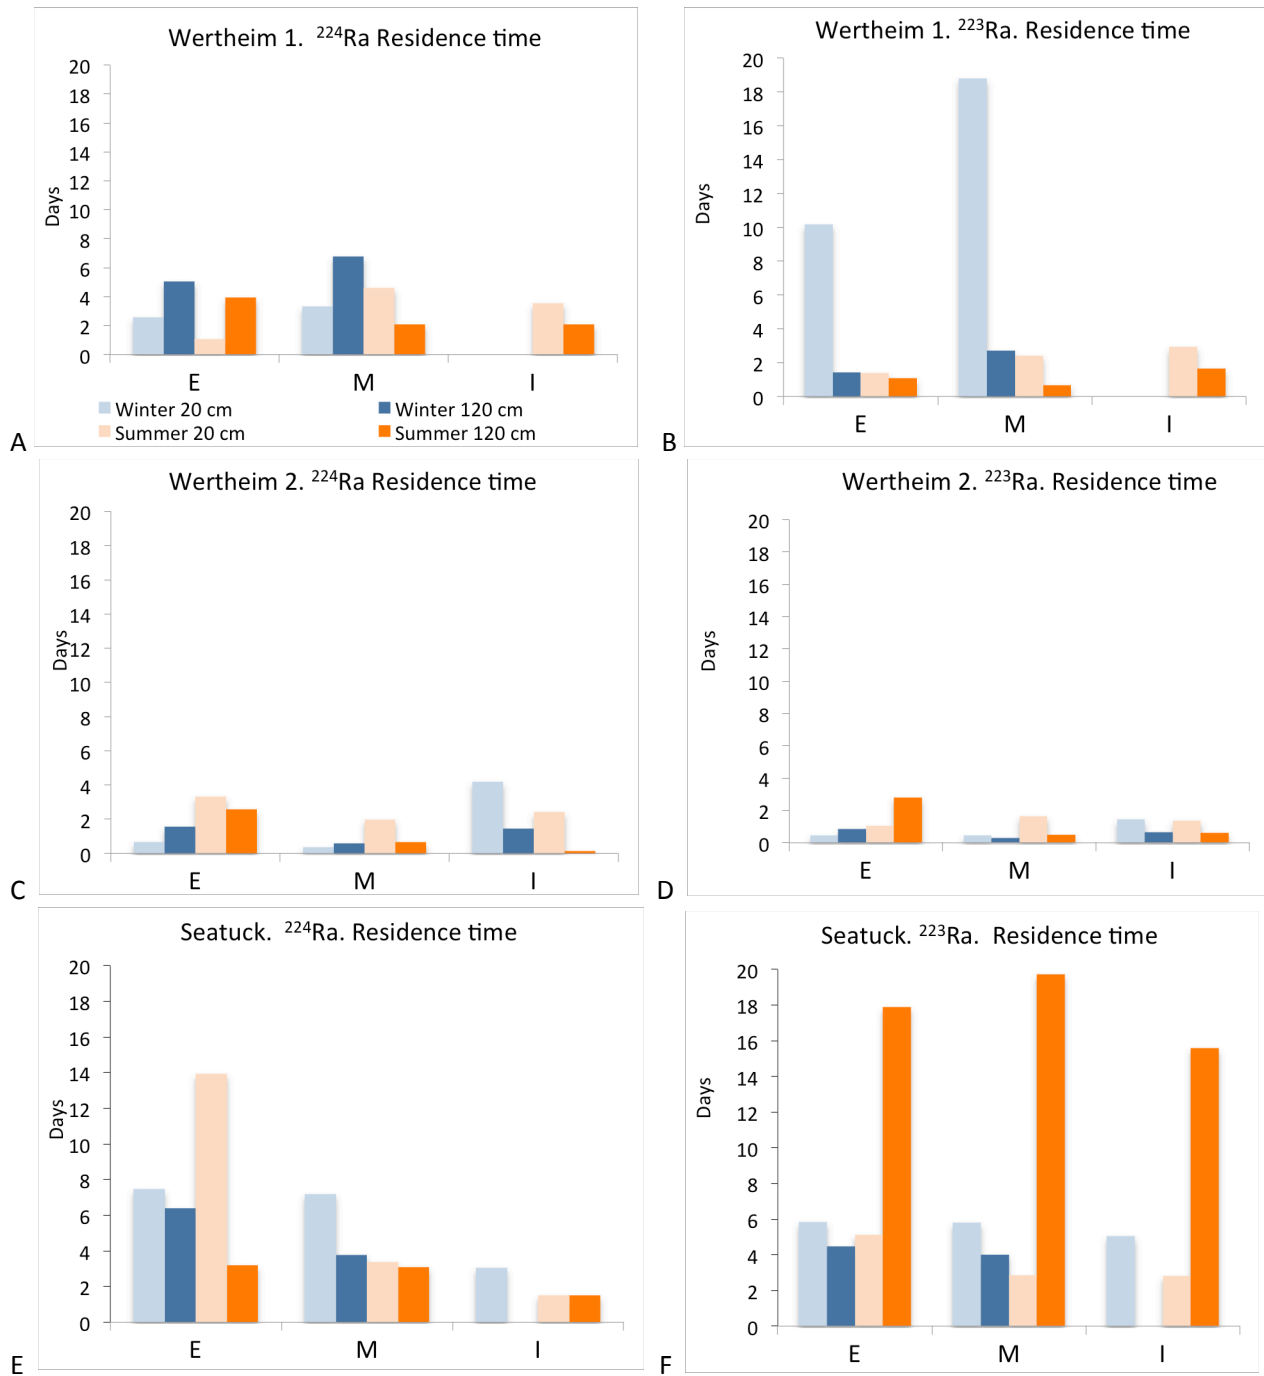 Wertheim 1. ²²⁴Ra Residence time
20
18
16
14
12
10
8
6
4
2
0
Days
E M I
Winter 20 cm Winter 120 cm
Summer 20 cm Summer 120 cm
A
Wertheim 1. ²²³Ra. Residence time
20
18
16
14
12
10
8
6
4
2
0
Days
E M I
B
Wertheim 2. ²²⁴Ra Residence time
20
18
16
14
12
10
8
6
4
2
0
Days
E M I
C
Wertheim 2. ²²³Ra. Residence time
20
18
16
14
12
10
8
6
4
2
0
Days
E M I
D
Seatuck. ²²⁴Ra. Residence time
20
18
16
14
12
10
8
6
4
2
0
Days
E M I
E
Seatuck. ²²³Ra. Residence time
20
18
16
14
12
10
8
6
4
2
0
Days
E M I
F